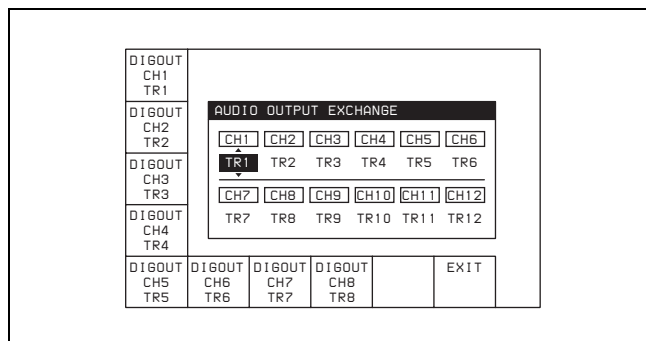 DIGOUT
CH1
TR1
DIGOUT
CH2
TR2
DIGOUT
CH3
TR3
DIGOUT
CH4
TR4
AUDIO OUTPUT EXCHANGE
CH1 CH2 CH3 CH4 CH5 CH6
TR1 TR2 TR3 TR4 TR5 TR6
CH7 CH8 CH9 CH10 CH11 CH12
TR7 TR8 TR9 TR10 TR11 TR12
DIGOUT DIGOUT DIGOUT DIGOUT EXIT
CH5 CH6 CH7 CH8
TR5 TR6 TR7 TR8